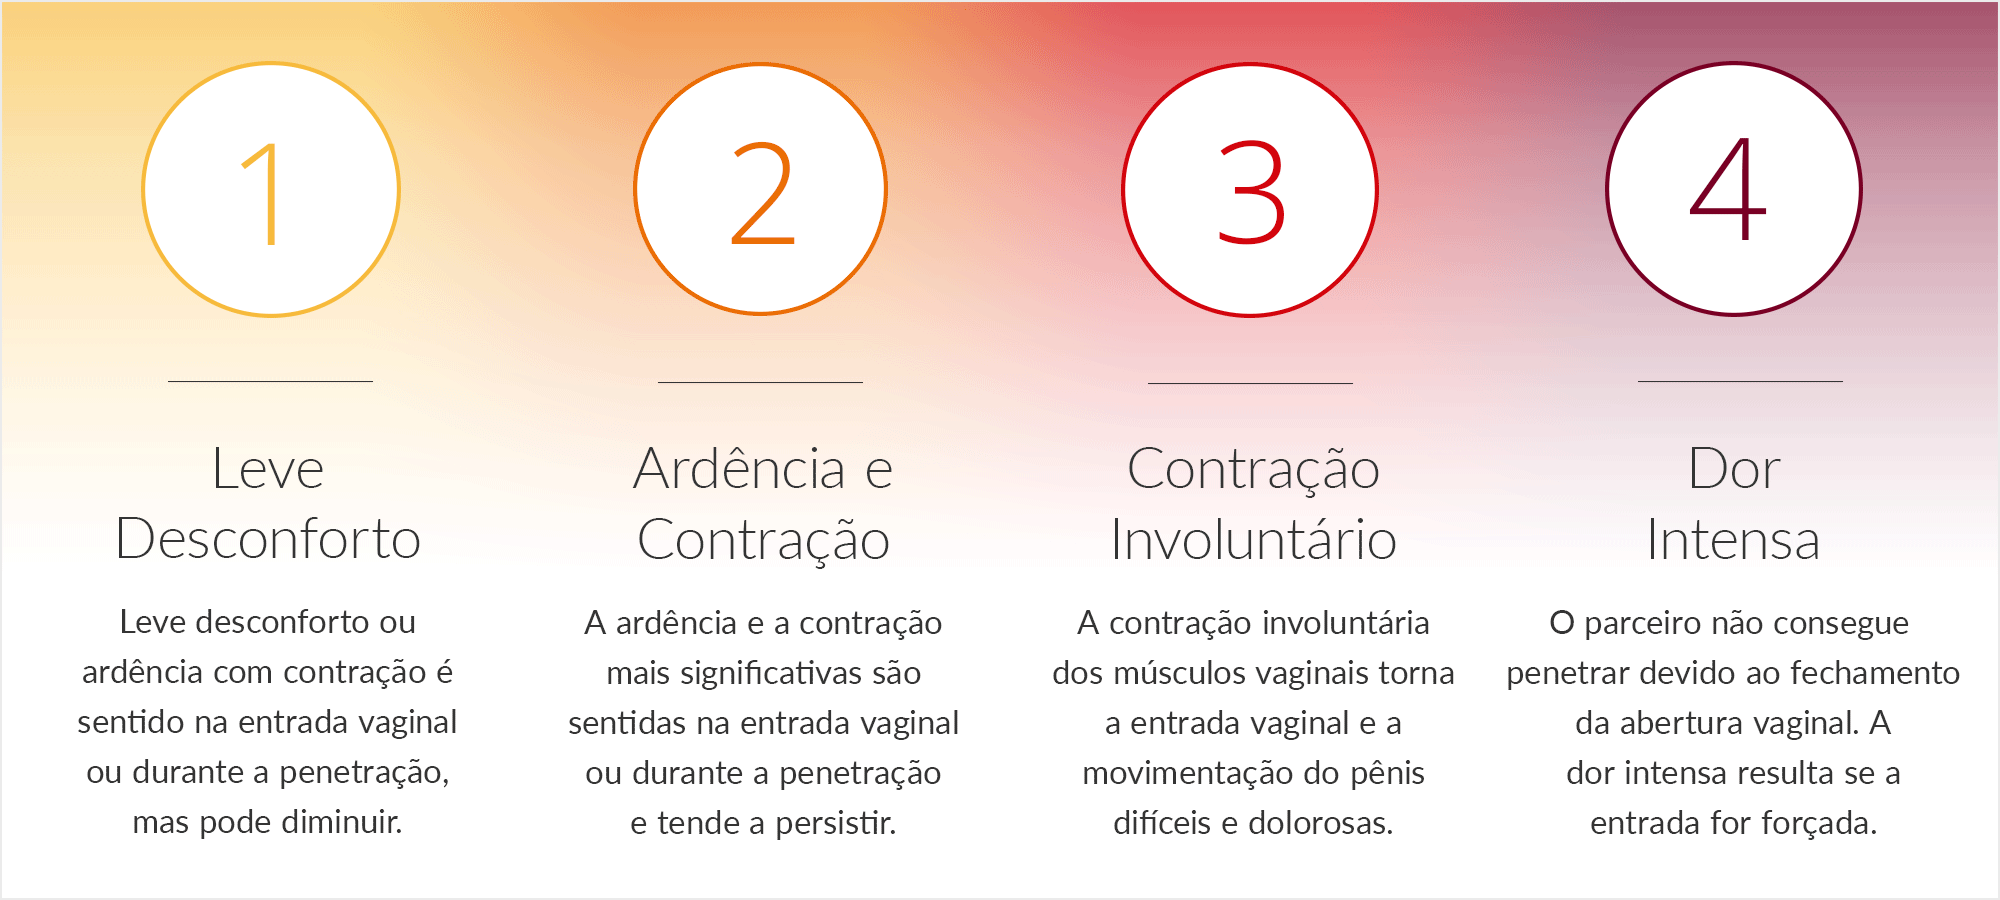 1
Leve
Desconforto
Leve desconforto ou
ardência com contração é
sentido na entrada vaginal
ou durante a penetração,
mas pode diminuir.
2
Ardência e
Contração
A ardência e a contração
mais significativas são
sentidas na entrada vaginal
ou durante a penetração
e tende a persistir.
3
Contração
Involuntário
A contração involuntária
dos músculos vaginais torna
a entrada vaginal e a
movimentação do pênis
difíceis e dolorosas.
4
Dor
Intensa
O parceiro não consegue
penetrar devido ao fechamento
da abertura vaginal. A
dor intensa resulta se a
entrada for forçada.